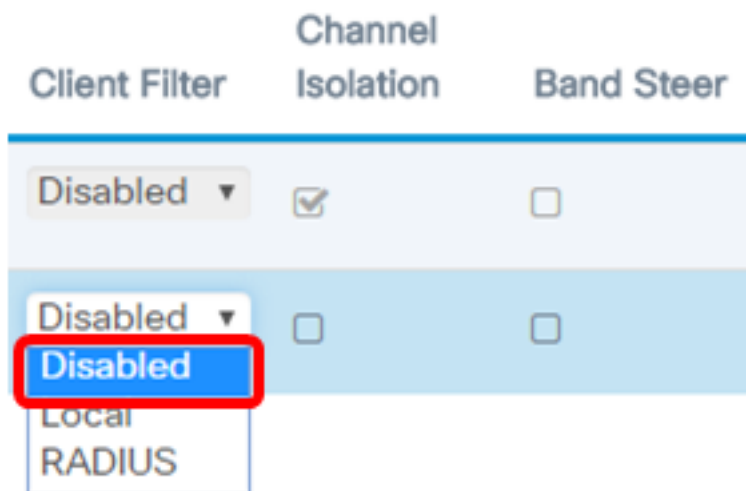 Channel
Client Filter Isolation Band Steer
Disabled ▼
Disabled ▼
Disabled
Local
RADIUS